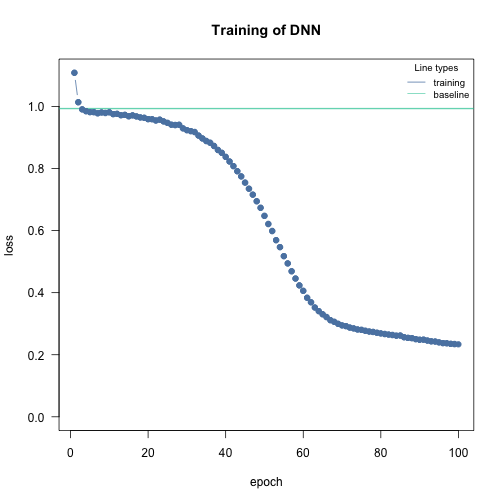 Training of DNN
Line types
training
baseline
loss
1.0
0.8
0.6
0.4
0.2
0.0
0 20 40 60 80 100
epoch